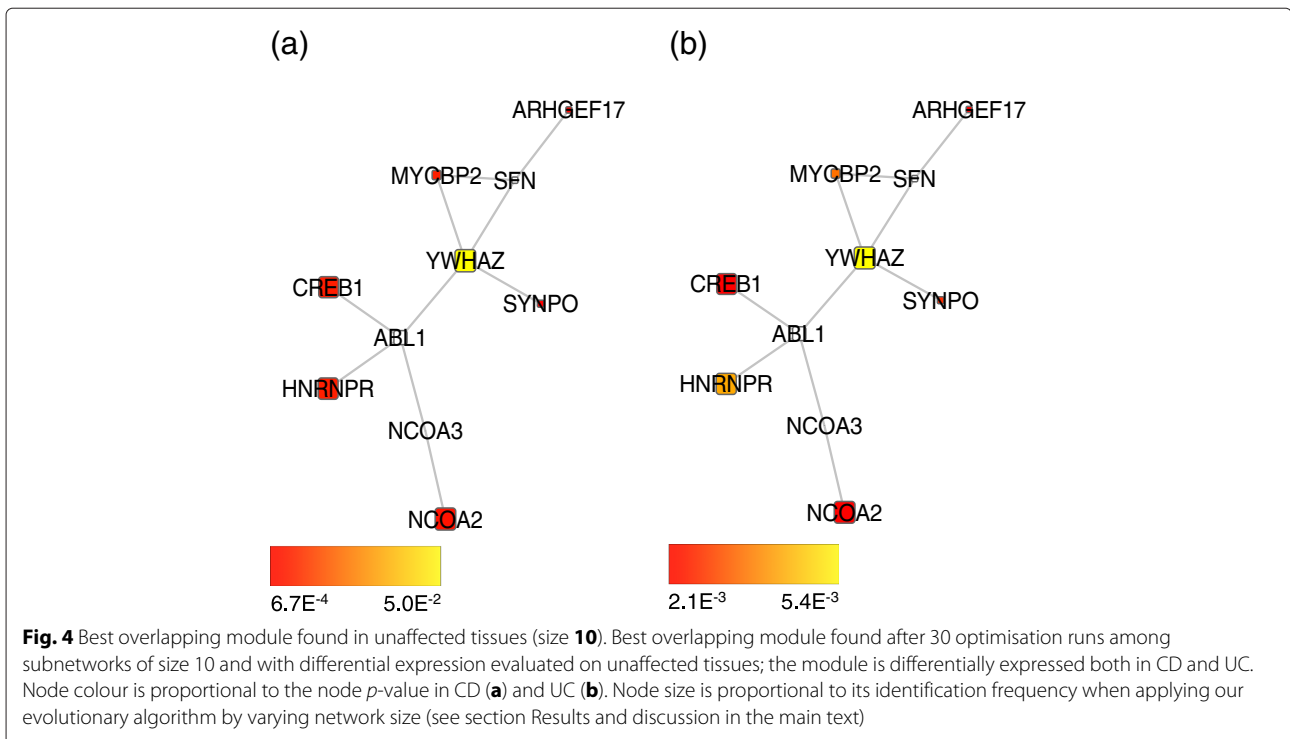 (a)
(b)
ARHGEF17
MYCBP2
SFN
YWHAZ
CREB1
SYNPO
ABL1
HNRNPR
NCOA3
NCOA2
6.7E-4
5.0E-2
ARHGEF17
MYCBP2
SFN
YWHAZ
CREB1
SYNPO
ABL1
HNRNPR
NCOA3
NCOA2
2.1E-3
5.4E-3
Fig. 4 Best overlapping module found in unaffected tissues (size 10). Best overlapping module found after 30 optimisation runs among
subnetworks of size 10 and with differential expression evaluated on unaffected tissues; the module is differentially expressed both in CD and UC.
Node colour is proportional to the node p-value in CD (a) and UC (b). Node size is proportional to its identification frequency when applying our
evolutionary algorithm by varying network size (see section Results and discussion in the main text)